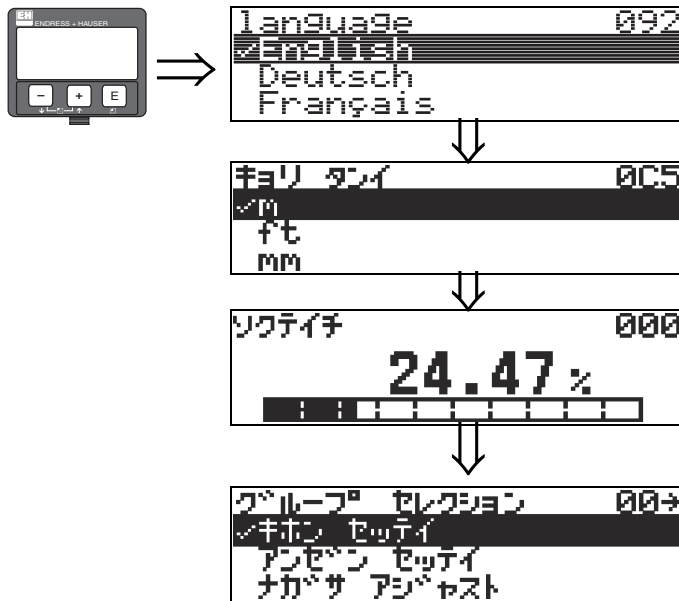 EH ENDRESS + HAUSER
− + E
language 092
✓English
Deutsch
Français
キョリ タンイ 0C5
✓m
ft
mm
ソクテイチ 000
24.47 %
グループ セレクション 00→
✓キホン セッテイ
アンゼン セッテイ
ナガサ アジャスト